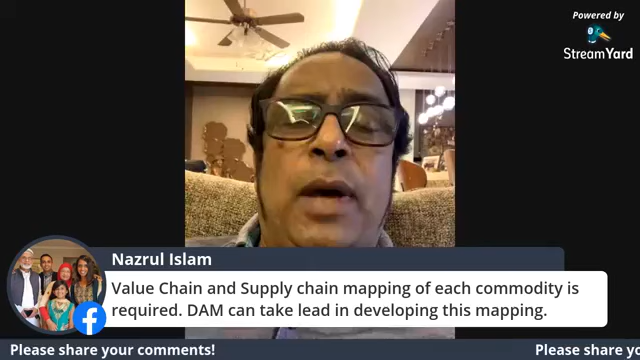 Powered by
StreamYard
Nazrul Islam
Value Chain and Supply chain mapping of each commodity is
required. DAM can take lead in developing this mapping.
Please share your comments!
Please share yo